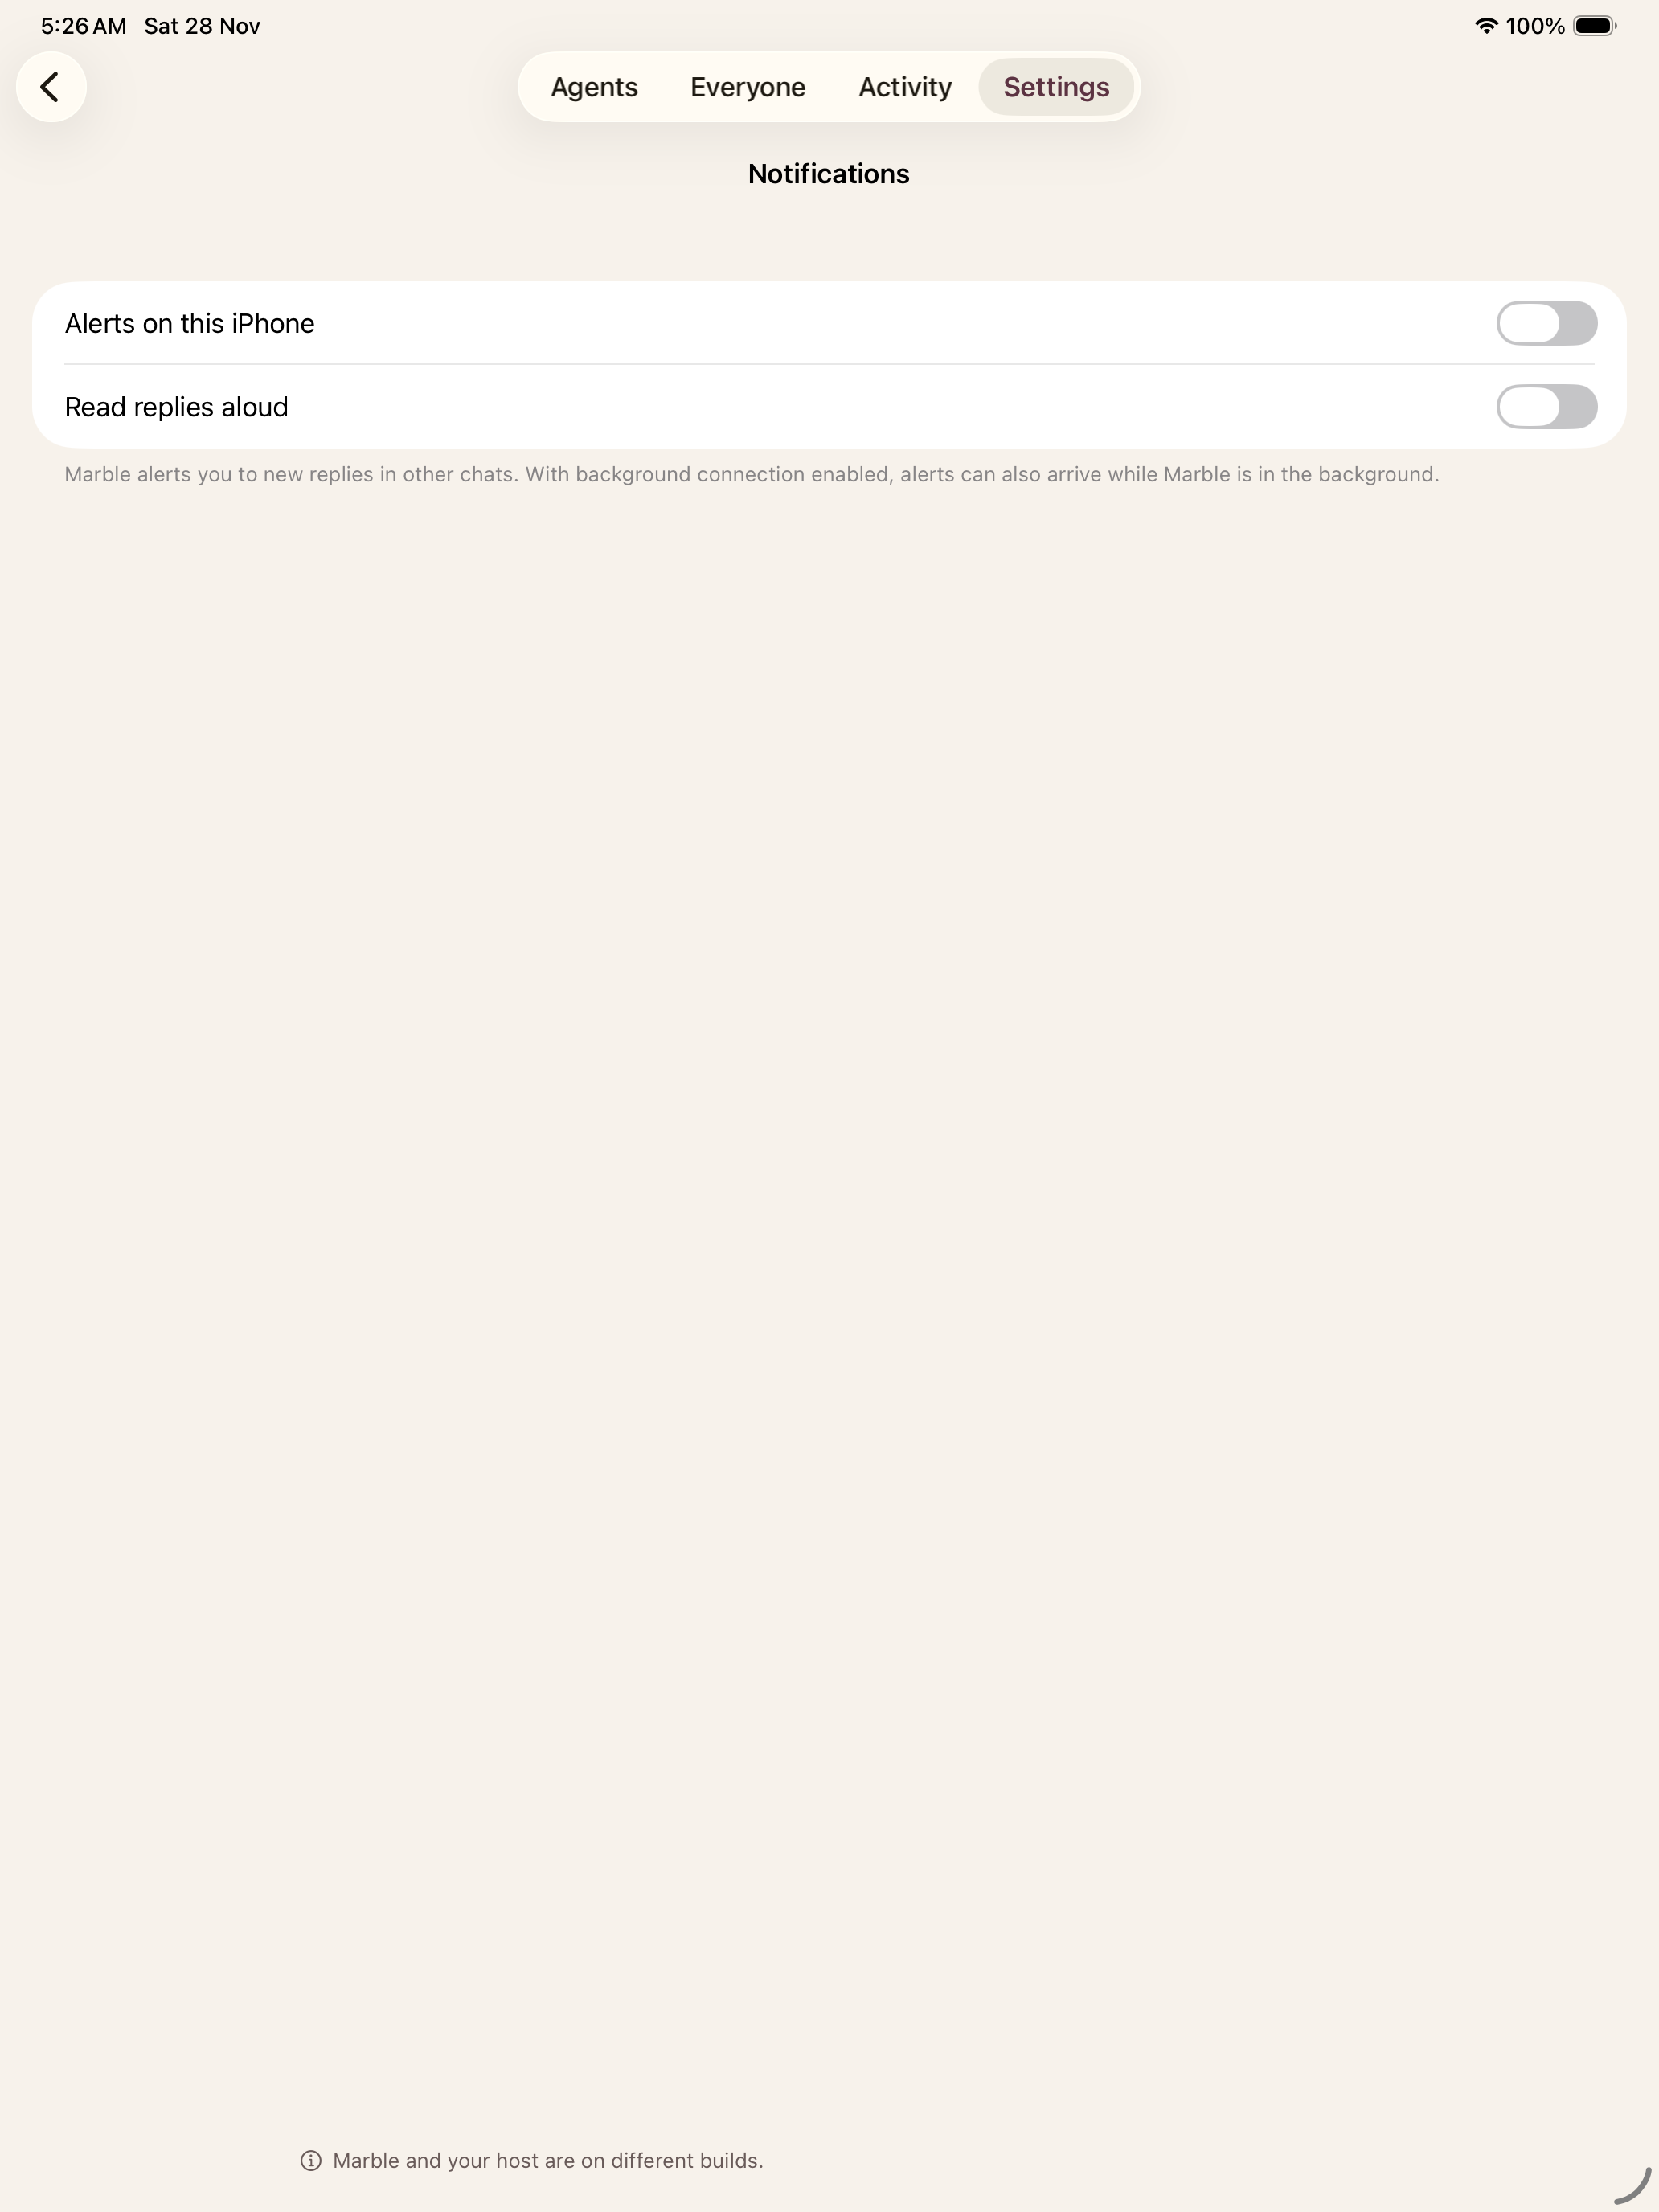 5:26 AM Sat 28 Nov
100%
Agents Everyone Activity Settings
Notifications
Alerts on this iPhone
Read replies aloud
Marble alerts you to new replies in other chats. With background connection enabled, alerts can also arrive while Marble is in the background.
Marble and your host are on different builds.